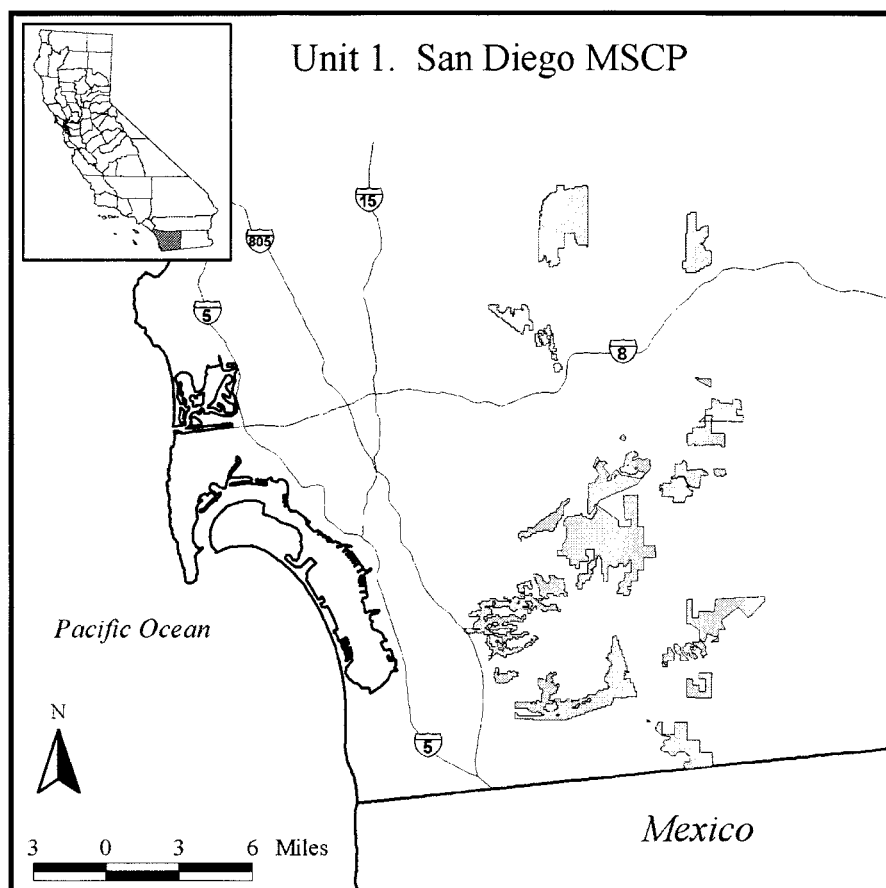 Unit 1. San Diego MSCP
15
805
5
8
Pacific Ocean
N
5
Mexico
3 0 3 6 Miles